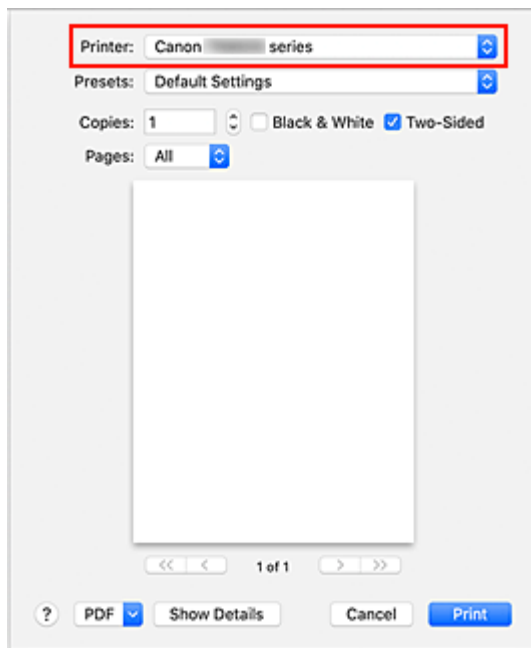 Printer: Canon series
Presets: Default Settings
Copies: 1 Black & White Two-Sided
Pages: All
<< < 1 of 1 > >>
? PDF Show Details Cancel Print